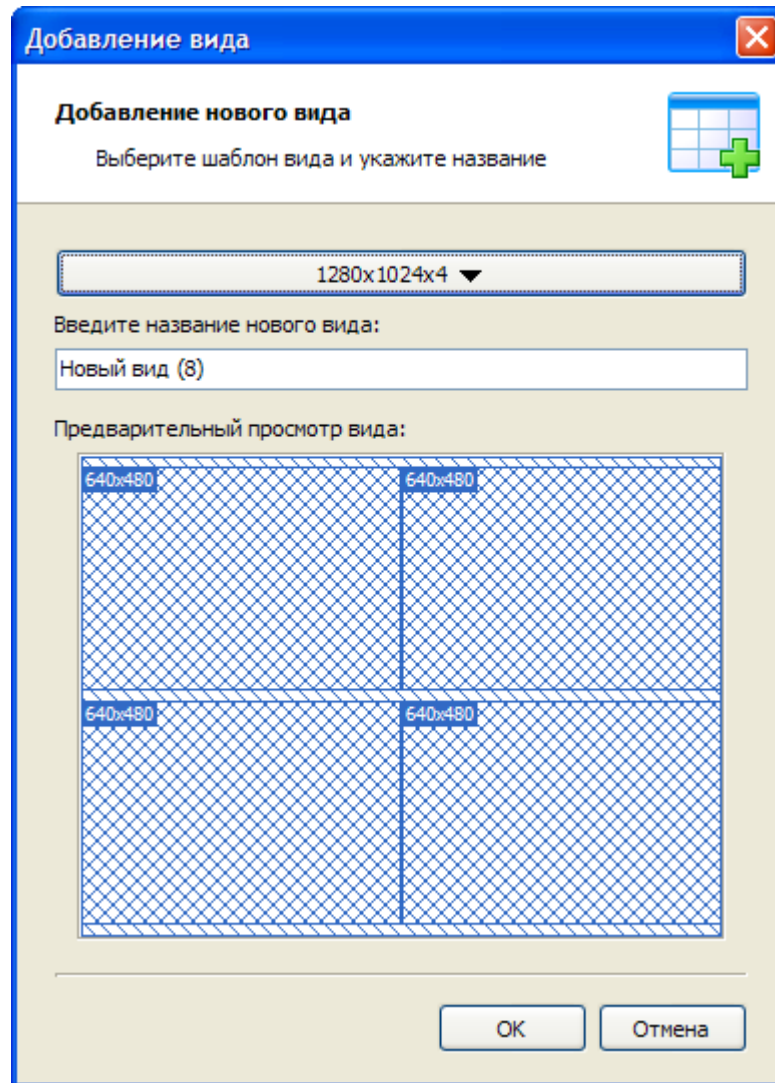 Добавление вида
Добавление нового вида
Выберите шаблон вида и укажите название
1280x1024x4
Введите название нового вида:
Новый вид (8)
Предварительный просмотр вида:
640x480 640x480
640x480 640x480
OK Отмена